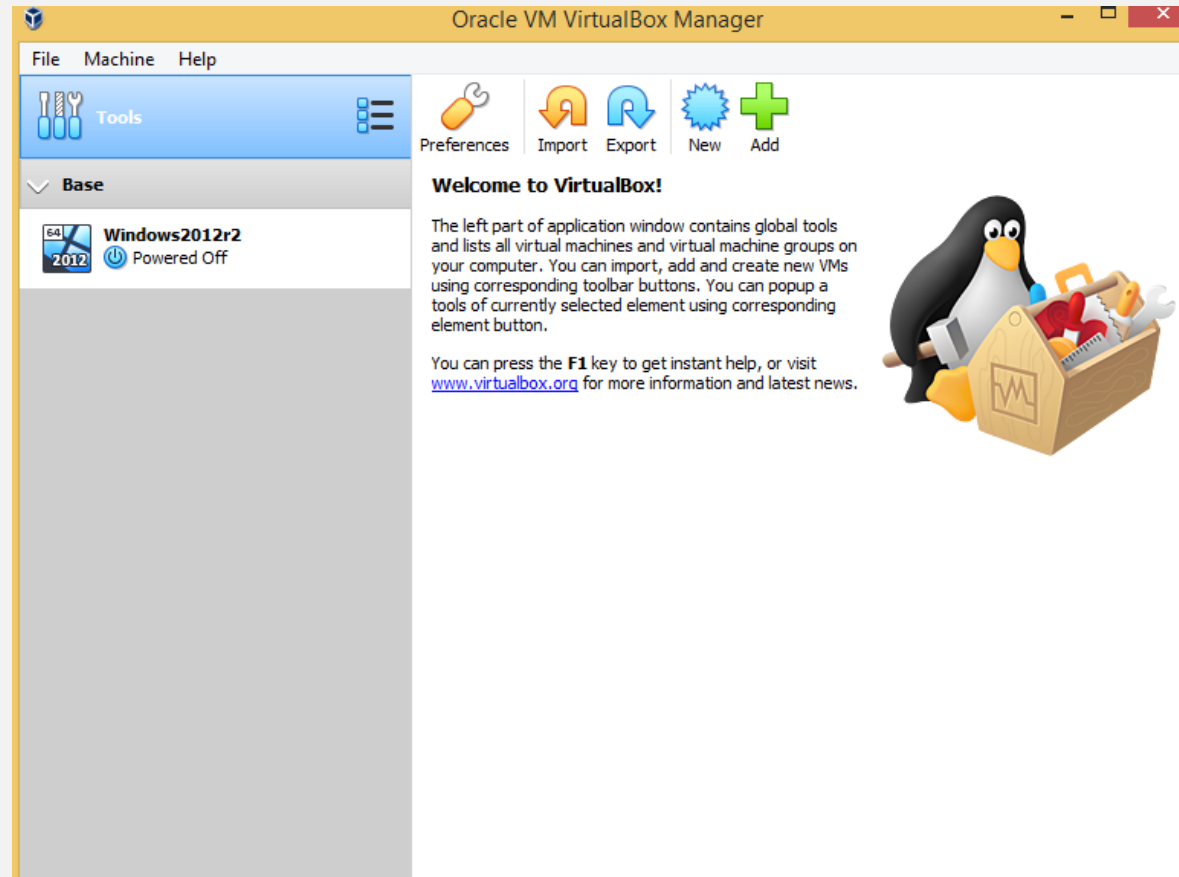 Oracle VM VirtualBox Manager
File Machine Help
Tools
Preferences Import Export New Add
Base
64
2012
Windows2012r2
Powered Off
Welcome to VirtualBox!
The left part of application window contains global tools
and lists all virtual machines and virtual machine groups on
your computer. You can import, add and create new VMs
using corresponding toolbar buttons. You can popup a
tools of currently selected element using corresponding
element button.
You can press the F1 key to get instant help, or visit
www.virtualbox.org for more information and latest news.